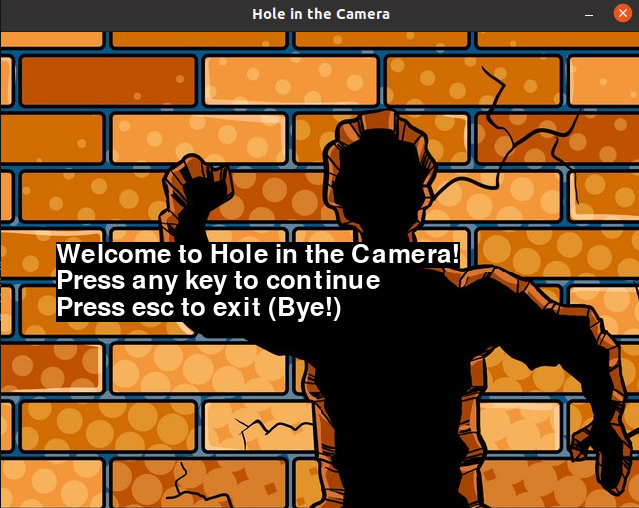 Hole in the Camera
Welcome to Hole in the Camera!
Press any key to continue
Press esc to exit (Bye!)